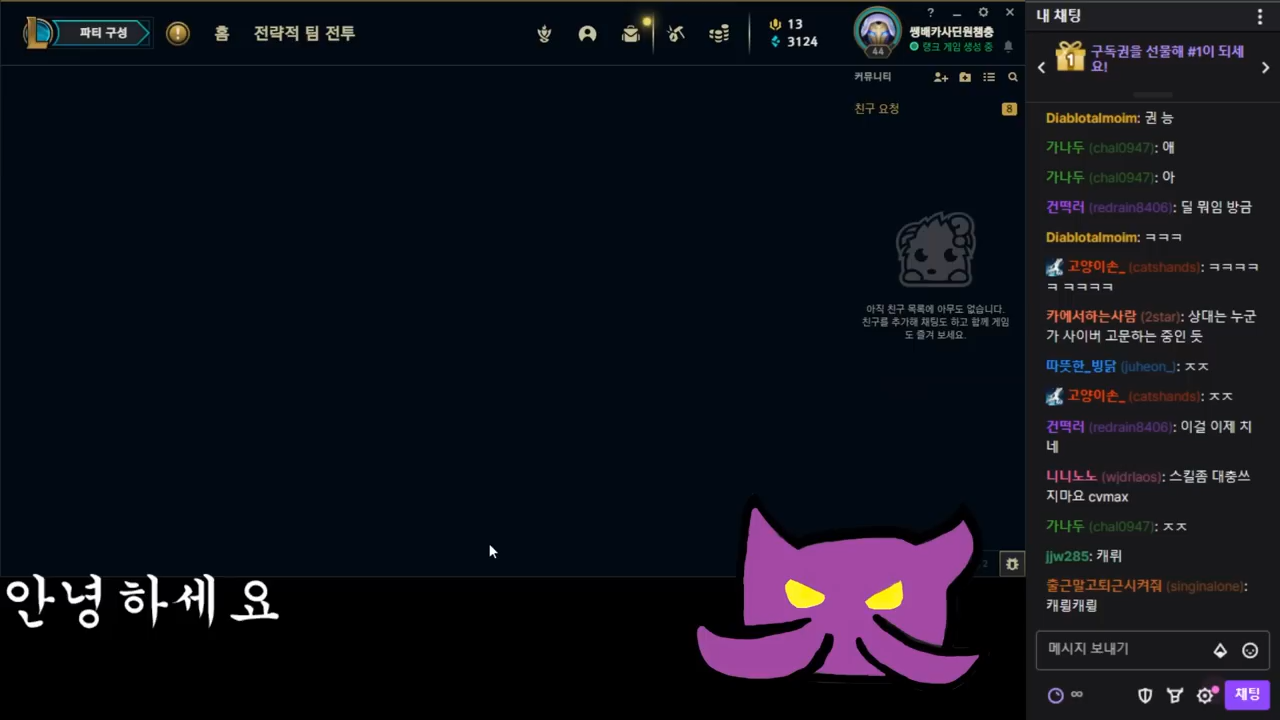 파티 구성
홈
전략적 팀 전투
13
3124
44
쌩배카사딘원챔충
랭크 게임 생성 중
커뮤니티
친구 요청
8
아직 친구 목록에 아무도 없습니다.
친구를 추가해 채팅도 하고 함께 게임
도 즐겨 보세요.
2
안녕하세요
내 채팅
1
구독권을 선물해 #1이 되세
요!
Diablotalmoim: 권 능
가나두 (chal0947): 애
가나두 (chal0947): 아
건떡러 (redrain8406): 딜 뭐임 방금
Diablotalmoim: ㅋㅋㅋ
고양이손_ (catshands): ㅋㅋㅋㅋ
ㅋ ㅋㅋㅋㅋㅋ
카에서하는사람 (2star): 상대는 누군
가 사이버 고문하는 중인 듯
따뜻한_빙닭 (juheon_): ㅈㅈ
고양이손_ (catshands): ㅈㅈ
건떡러 (redrain8406): 이걸 이제 치
네
니니노노 (wjdrlaos): 스킬좀 대충쓰
지마요 cvmax
가나두 (chal0947): ㅈㅈ
jjw285: 캐뤼
출근말고퇴근시켜줘 (singinalone):
캐륄캐륄
메시지 보내기
∞
채팅